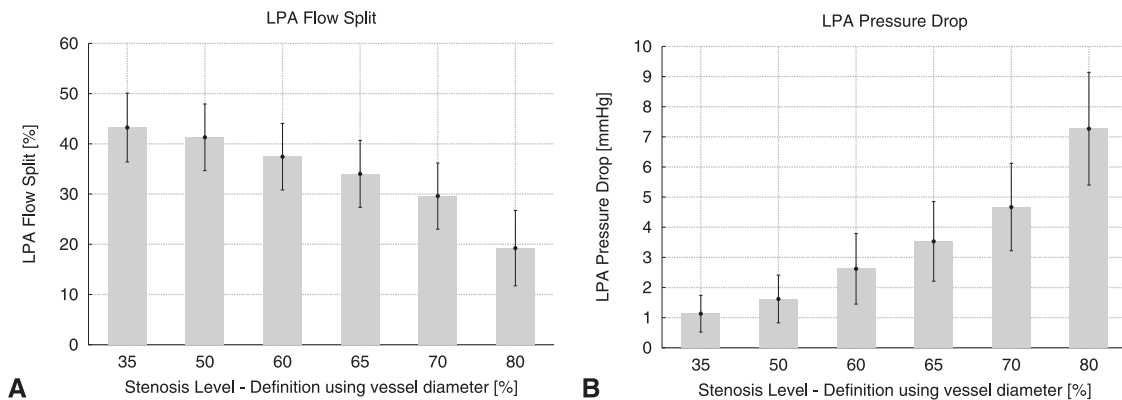 LPA Flow Split
60
50
40
30
20
10
0
LPA Flow Split [%]
35 50 60 65 70 80
Stenosis Level - Definition using vessel diameter [%]
A
LPA Pressure Drop
10
9
8
7
6
5
4
3
2
1
0
LPA Pressure Drop [mmHg]
35 50 60 65 70 80
Stenosis Level - Definition using vessel diameter [%]
B